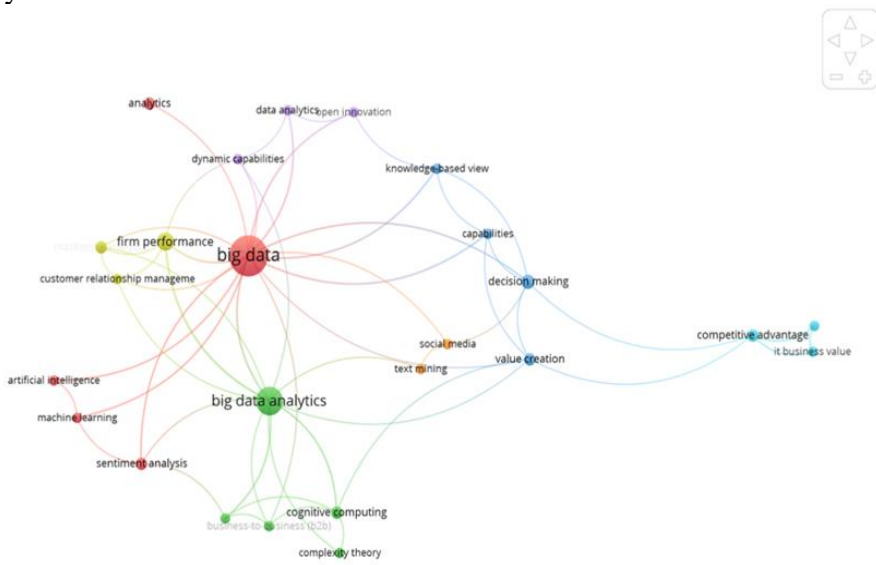 analytics
data analytics
open innovation
dynamic capabilities
knowledge-based view
capabilities
firm performance
big data
customer relationship manageme
decision making
competitive advantage
it business value
social media
value creation
text mining
artificial intelligence
big data analytics
machine learning
sentiment analysis
cognitive computing
business-to-business (b2b)
complexity theory